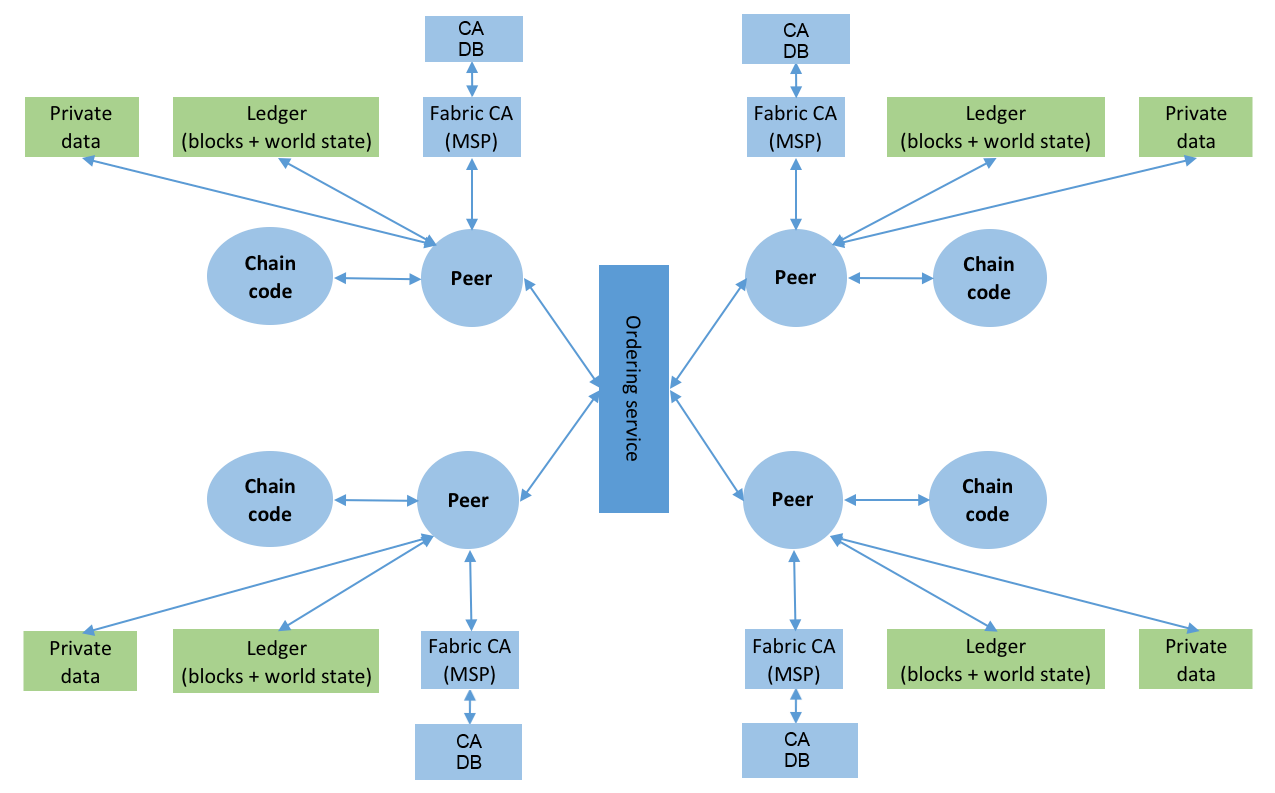 CA
DB
CA
DB
Private
data
Ledger
(blocks + world state)
Fabric CA
(MSP)
Fabric CA
(MSP)
Ledger
(blocks + world state)
Private
data
Chain
code
Peer
Peer
Chain
code
Ordering service
Chain
code
Peer
Peer
Chain
code
Private
data
Ledger
(blocks + world state)
Fabric CA
(MSP)
Fabric CA
(MSP)
Ledger
(blocks + world state)
Private
data
CA
DB
CA
DB